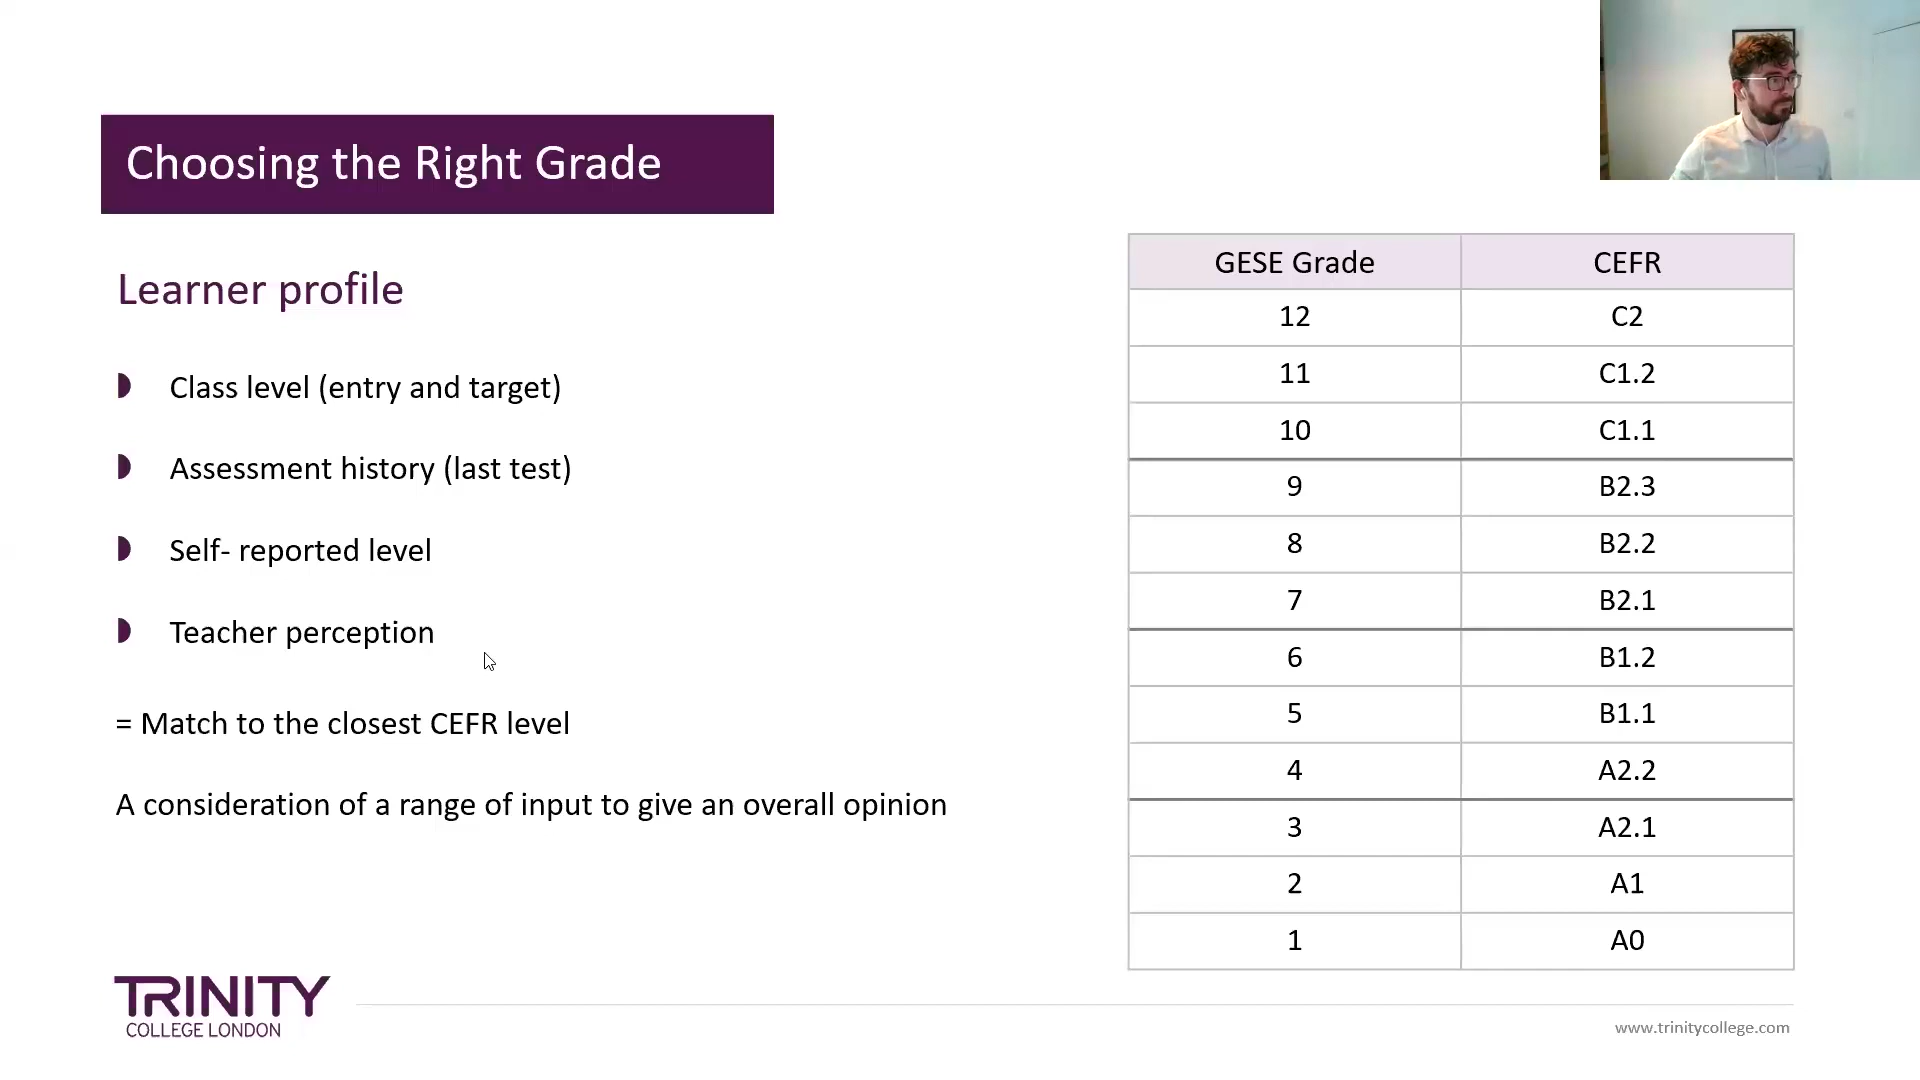 Choosing the Right Grade
Learner profile
Class level (entry and target)
Assessment history (last test)
Self- reported level
Teacher perception
= Match to the closest CEFR level
A consideration of a range of input to give an overall opinion
GESE Grade CEFR
12 C2
11 C1.2
10 C1.1
9 B2.3
8 B2.2
7 B2.1
6 B1.2
5 B1.1
4 A2.2
3 A2.1
2 A1
1 A0
TRINITY
COLLEGE LONDON
www.trinitycollege.com